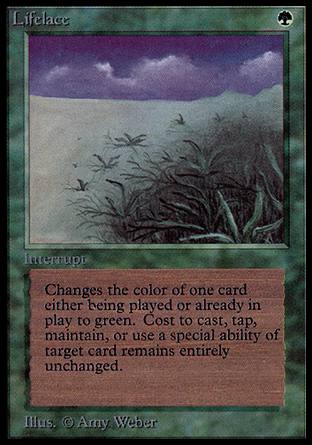 Lifelace
Interrupt
Changes the color of one card
either being played or already in
play to green. Cost to cast, tap,
maintain, or use a special ability of
target card remains entirely
unchanged.
Illus. © Amy Weber